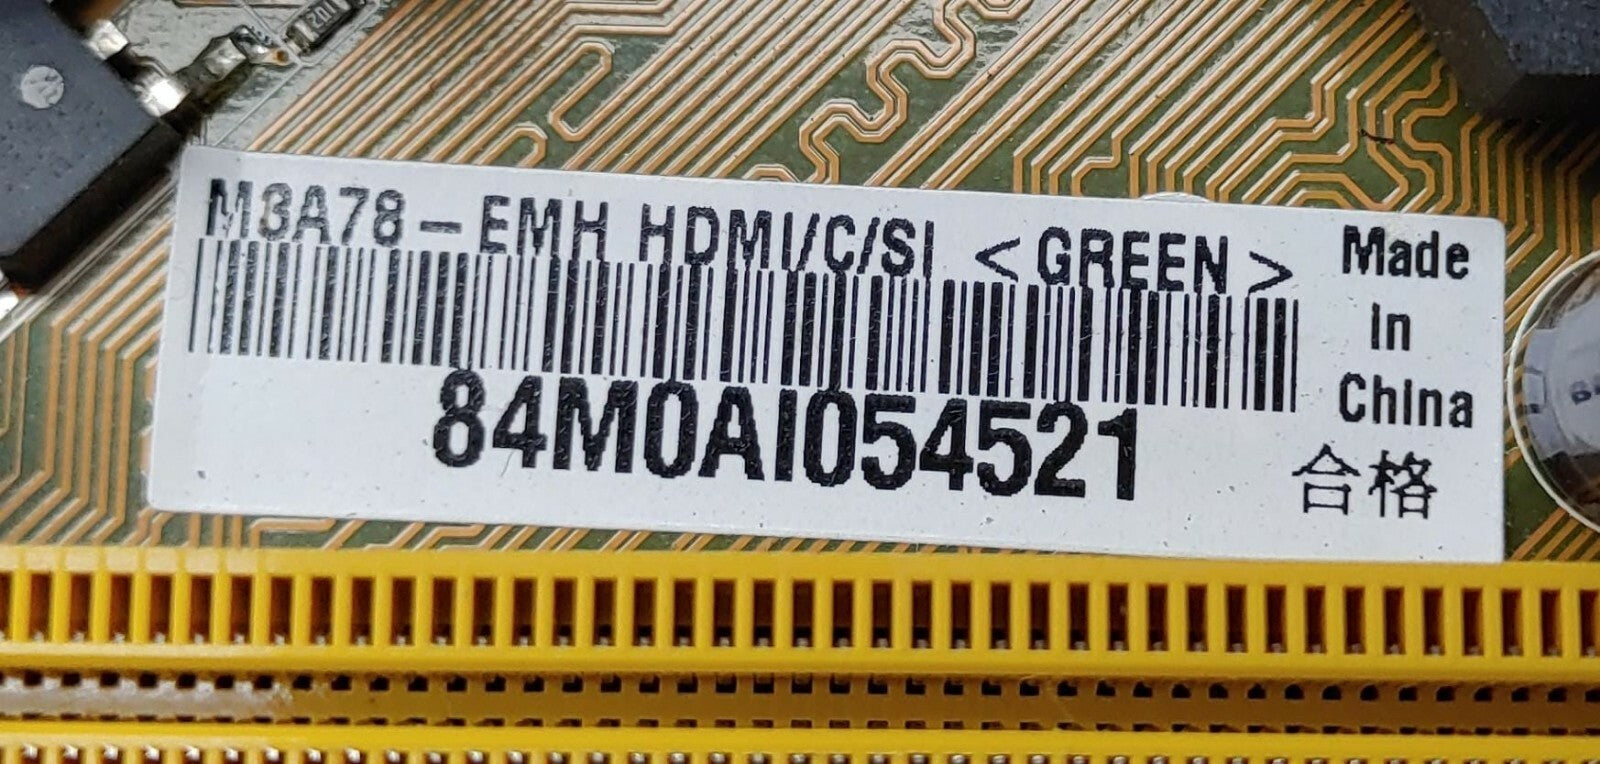 M3A78-EMH HDMI/C/SI <GREEN>
84M0AI054521
Made
in
China
合格